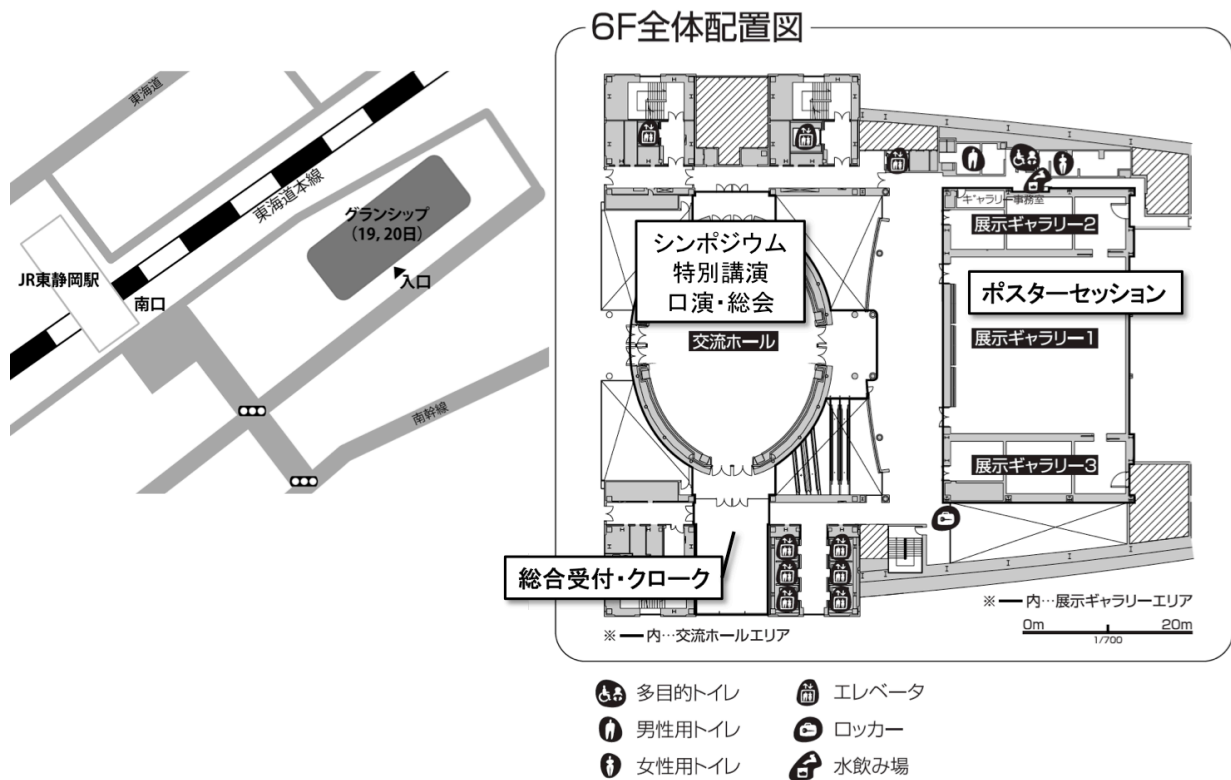 6F全体配置図
東海道
東海道本線
グランシップ
(19, 20日)
入口
JR東静岡駅
南口
南幹線
シンポジウム
特別講演
口演・総会
交流ホール
ギャラリー事務室
展示ギャラリー2
ポスターセッション
展示ギャラリー1
展示ギャラリー3
総合受付・クローク
※ ━ 内…交流ホールエリア
※ ━ 内…展示ギャラリーエリア
0m 20m
1/700
多目的トイレ
エレベータ
男性用トイレ
ロッカー
女性用トイレ
水飲み場